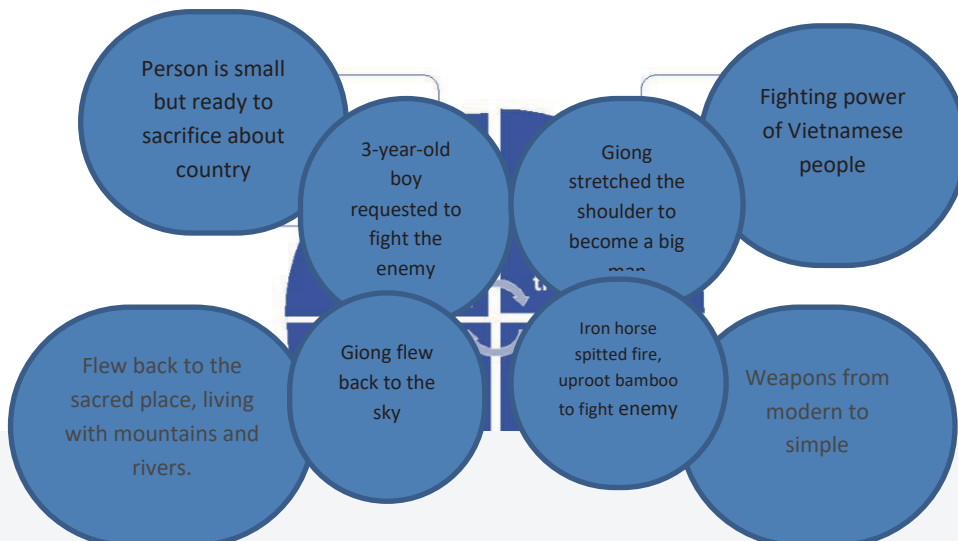 Person is small
but ready to
sacrifice about
country
3-year-old
boy
requested to
fight the
enemy
Giong
stretched the
shoulder to
become a big
man
Fighting power
of Vietnamese
people
Flew back to the
sacred place, living
with mountains and
rivers.
Giong flew
back to the
sky
Iron horse
spitted fire,
uproot bamboo
to fight enemy
Weapons from
modern to
simple